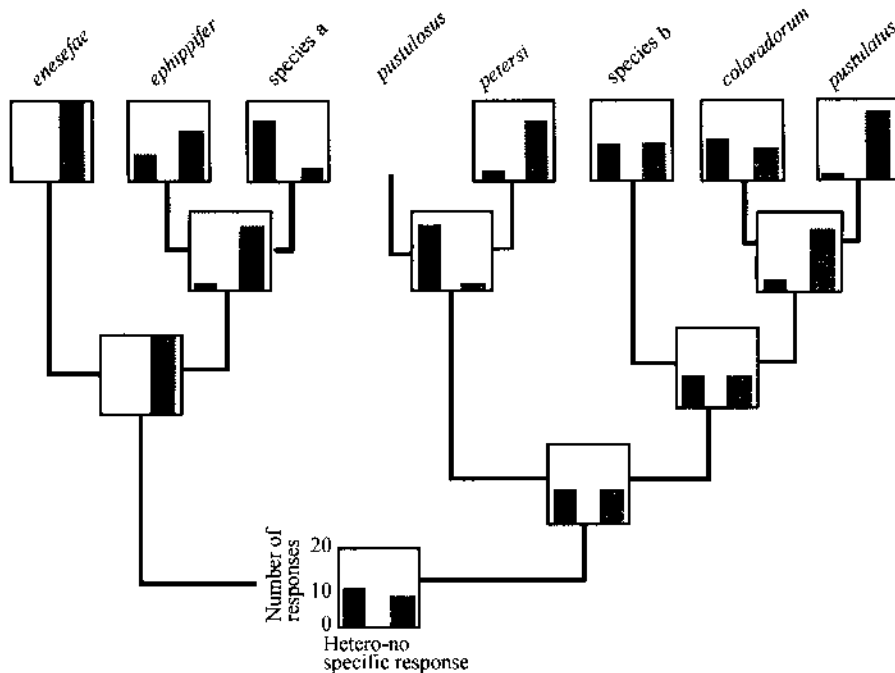 enesefae
ephippifer
species a
pustulosus
petersi
species b
coloradorum
pustulatus
Number of
responses
20
10
0
Hetero-no
specific response